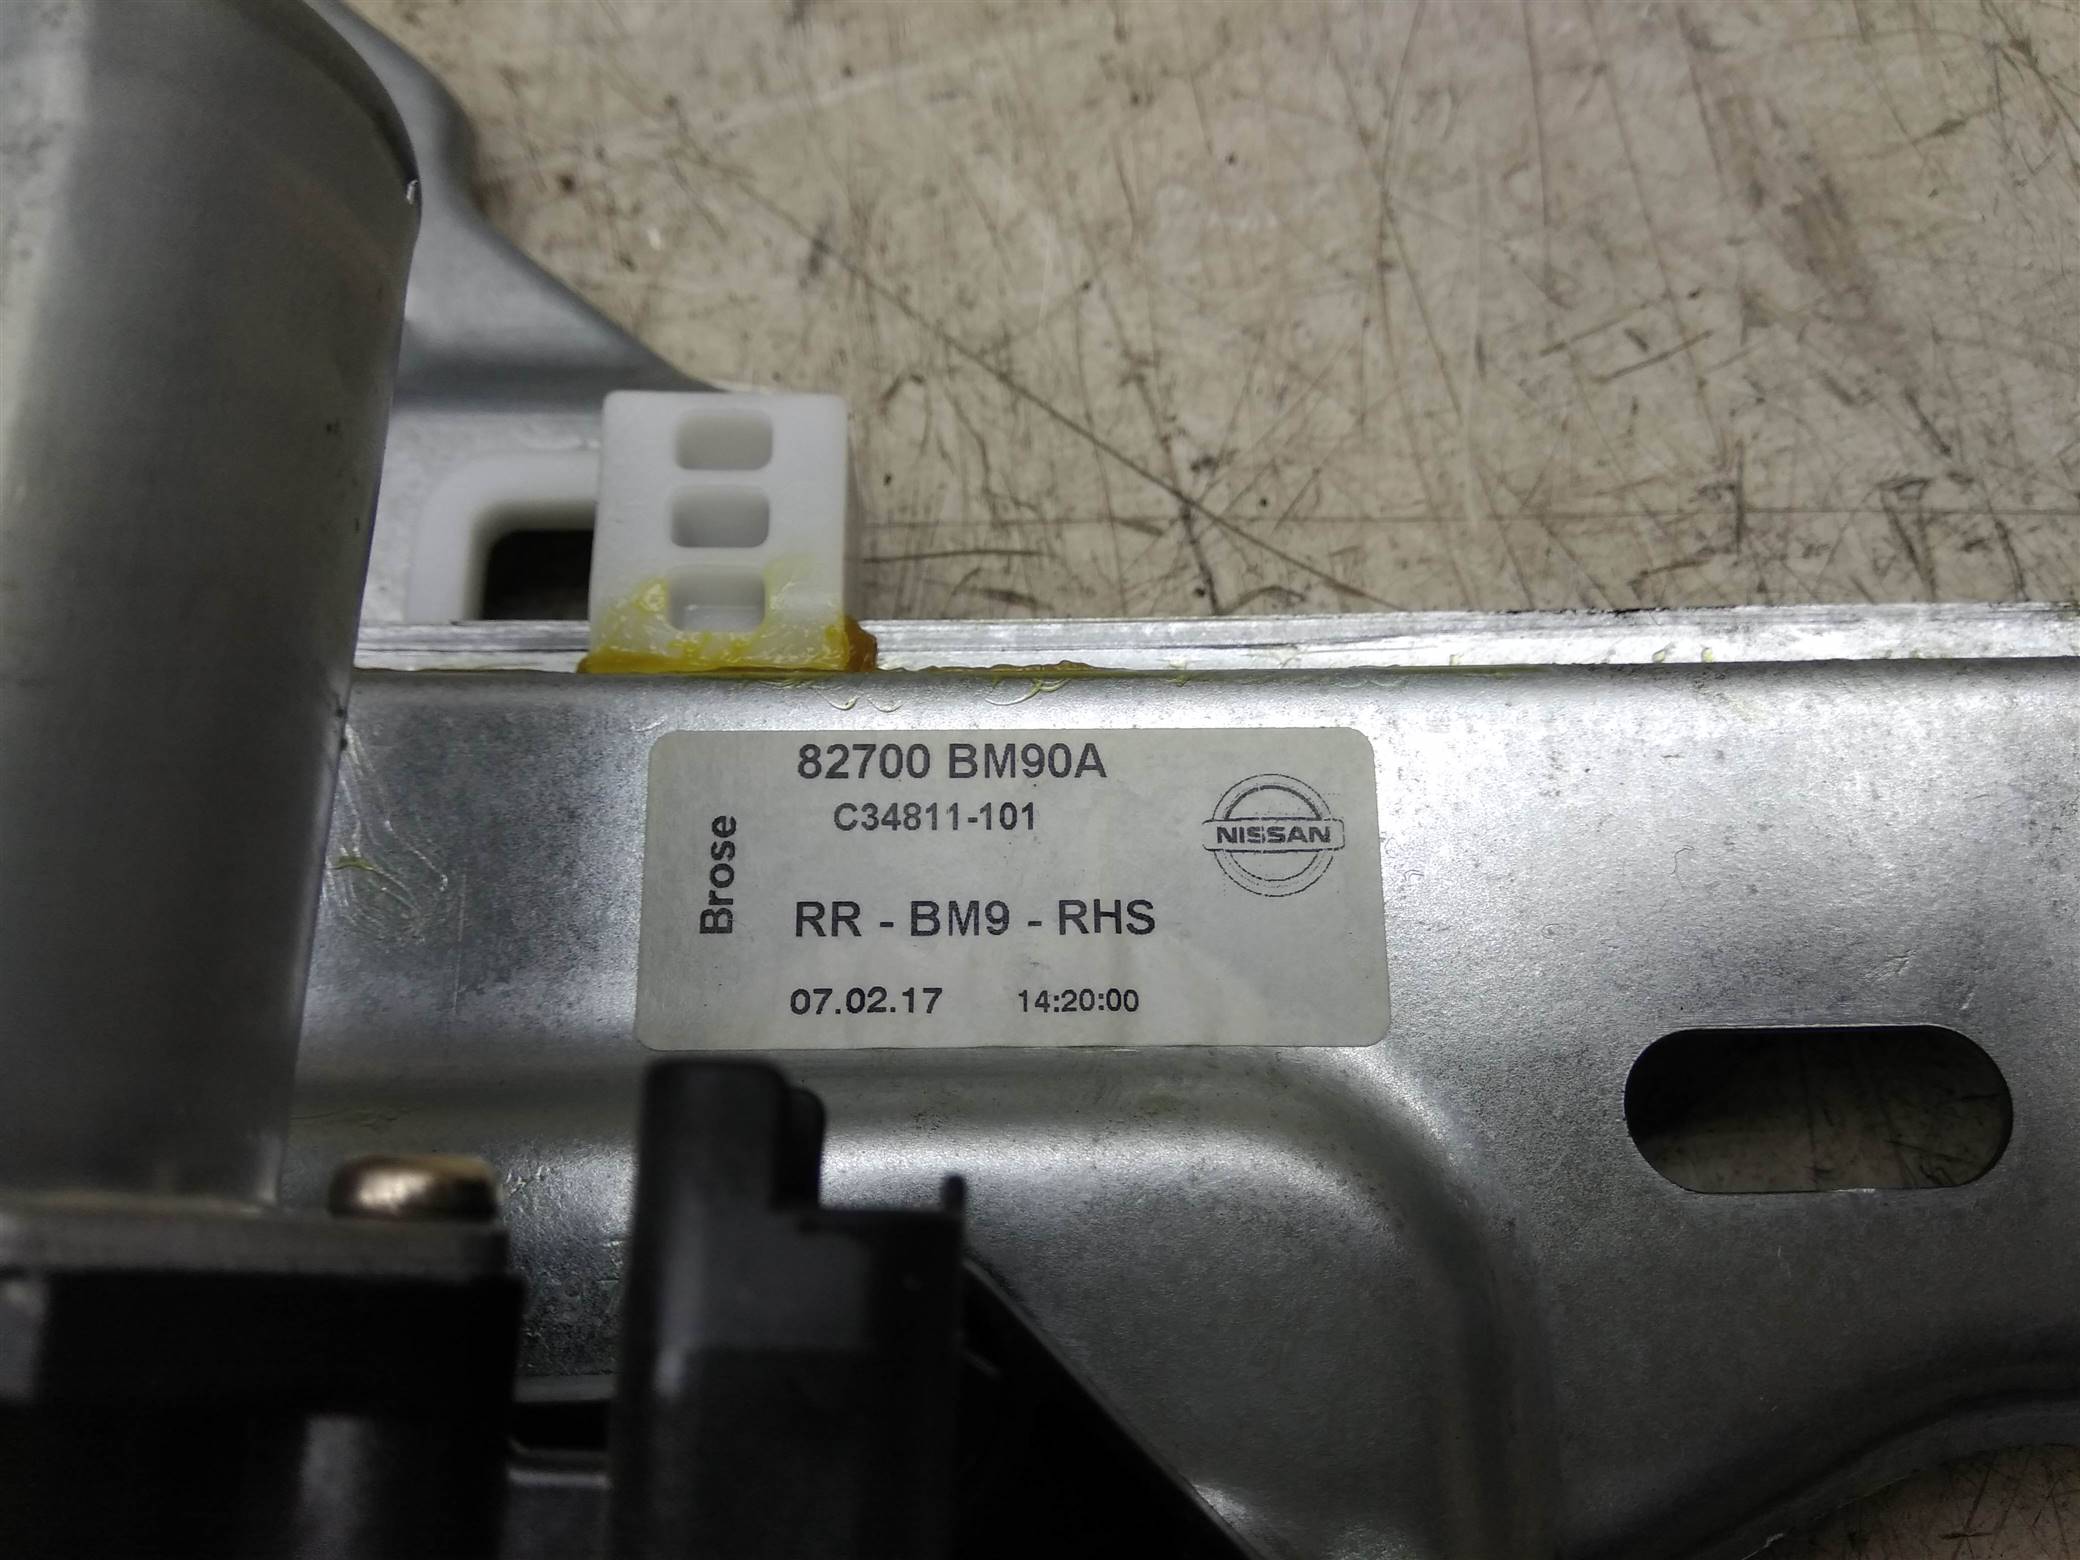 82700 BM90A
C34811-101
Brose
NISSAN
RR - BM9 - RHS
07.02.17 14:20:00